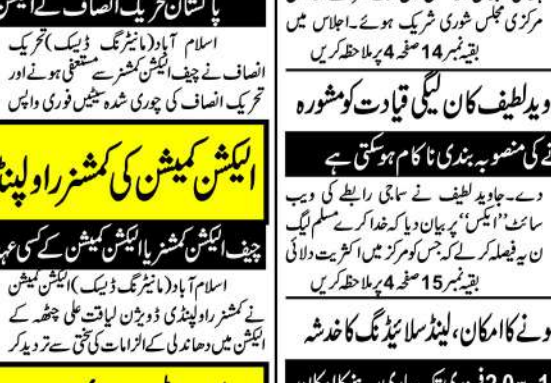 مرکزی مجلس شوریٰ شریک ہوئے۔اجلاس میں
بقیہ نمبر 14 صفحہ 4 پر ملاحظہ کریں
وید لطیف کا ن لیگی قیادت کو مشورہ
نے کی منصوبہ بندی ناکام ہوسکتی ہے
دے۔جاوید لطیف نے سماجی رابطے کی ویب
سائٹ ’’ایکس‘‘ پر بیان دیا کہ خدا کرے مسلم لیگ
ن یہ فیصلہ کر لے کہ جس کو مرکز میں اکثریت دلائی
بقیہ نمبر 15 صفحہ 4 پر ملاحظہ کریں
ونے کا امکان، لینڈ سلائیڈنگ کا خدشہ
پاکستان تحریک انصاف نے الیکشن
اسلام آباد(مانیٹرنگ ڈیسک)تحریک
انصاف نے چیف الیکشن کمشنر سے مستعفی ہونے اور
تحریک انصاف کی چوری شدہ سیٹیں فوری واپس
الیکشن کمیشن کی کمشنر راولپنڈ
چیف الیکشن کمشنر یا الیکشن کمیشن کے کسی عہ
اسلام آباد(مانیٹرنگ ڈیسک)الیکشن کمیشن
نے کمشنر راولپنڈی ڈویژن لیاقت علی چٹھہ کے
الیکشن میں دھاندلی کے الزامات کی سختی سے تردید کر